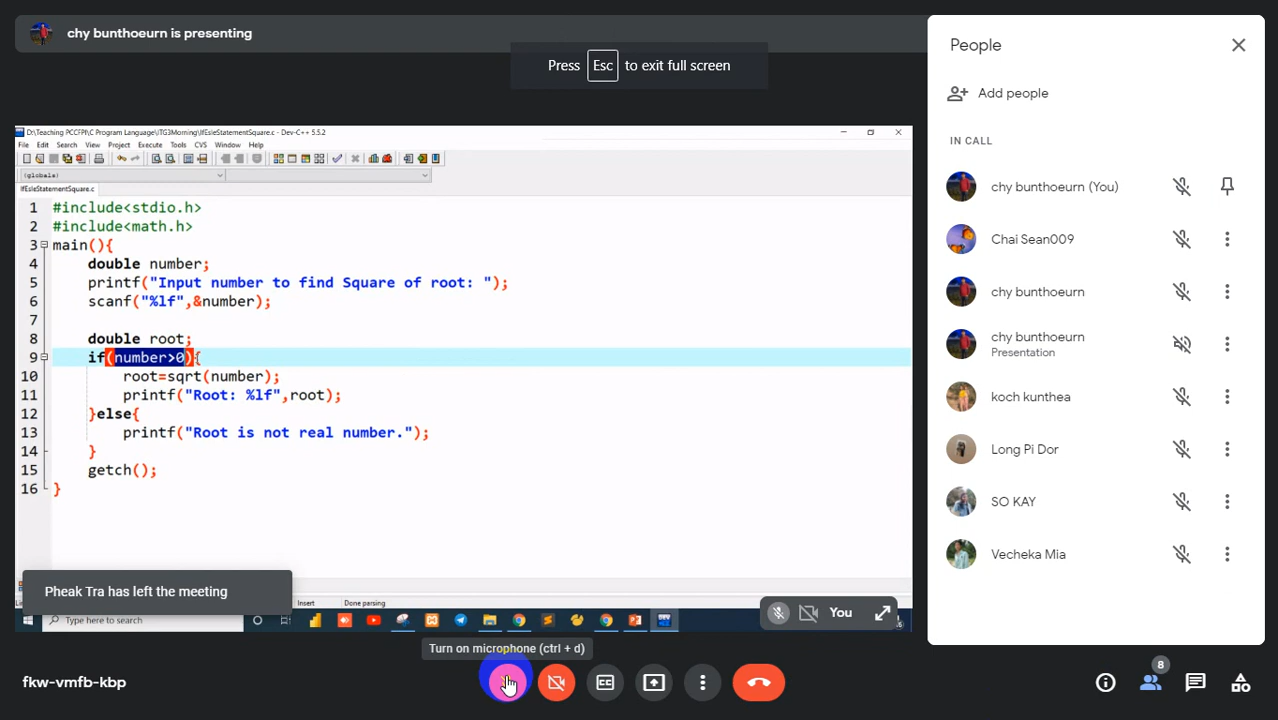 chy bunthoeurn is presenting
Press Esc to exit full screen
D:\Teaching PCCFPI\C Program Language\ITG3Morning\IfEsleStatementSquare.c - Dev-C++ 5.5.2
File Edit Search View Project Execute Tools CVS Window Help
(globals)
IfEsleStatementSquare.c
1 #include<stdio.h>
2 #include<math.h>
3 main(){
4 double number;
5 printf("Input number to find Square of root: ");
6 scanf("%lf",&number);
7
8 double root;
9 if(number>0){
10 root=sqrt(number);
11 printf("Root: %lf",root);
12 }else{
13 printf("Root is not real number.");
14 }
15 getch();
16 }
Insert Done parsing
Pheak Tra has left the meeting
Type here to search
You
Turn on microphone (ctrl + d)
fkw-vmfb-kbp
People
Add people
IN CALL
chy bunthoeurn (You)
Chai Sean009
chy bunthoeurn
chy bunthoeurn
Presentation
koch kunthea
Long Pi Dor
SO KAY
Vecheka Mia
8